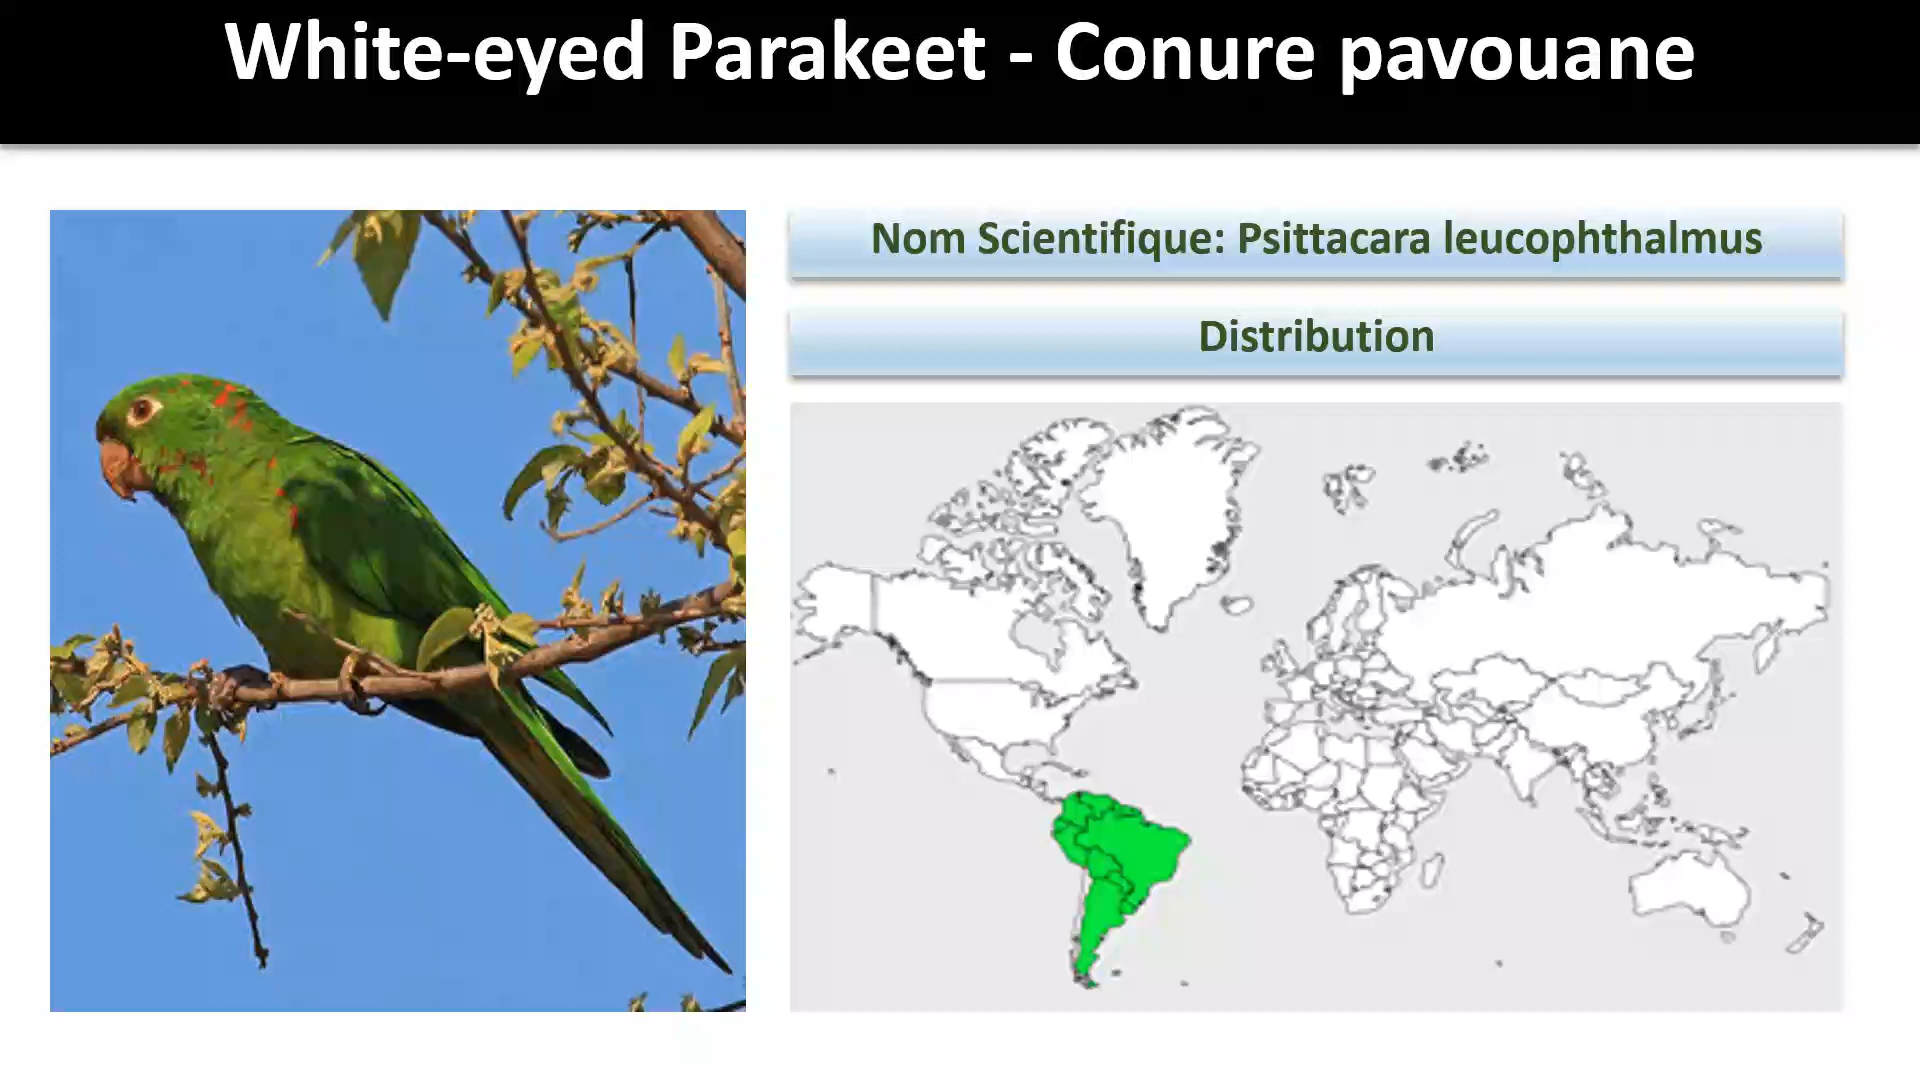 White-eyed Parakeet - Conure pavouane
Nom Scientifique: Psittacara leucophthalmus
Distribution